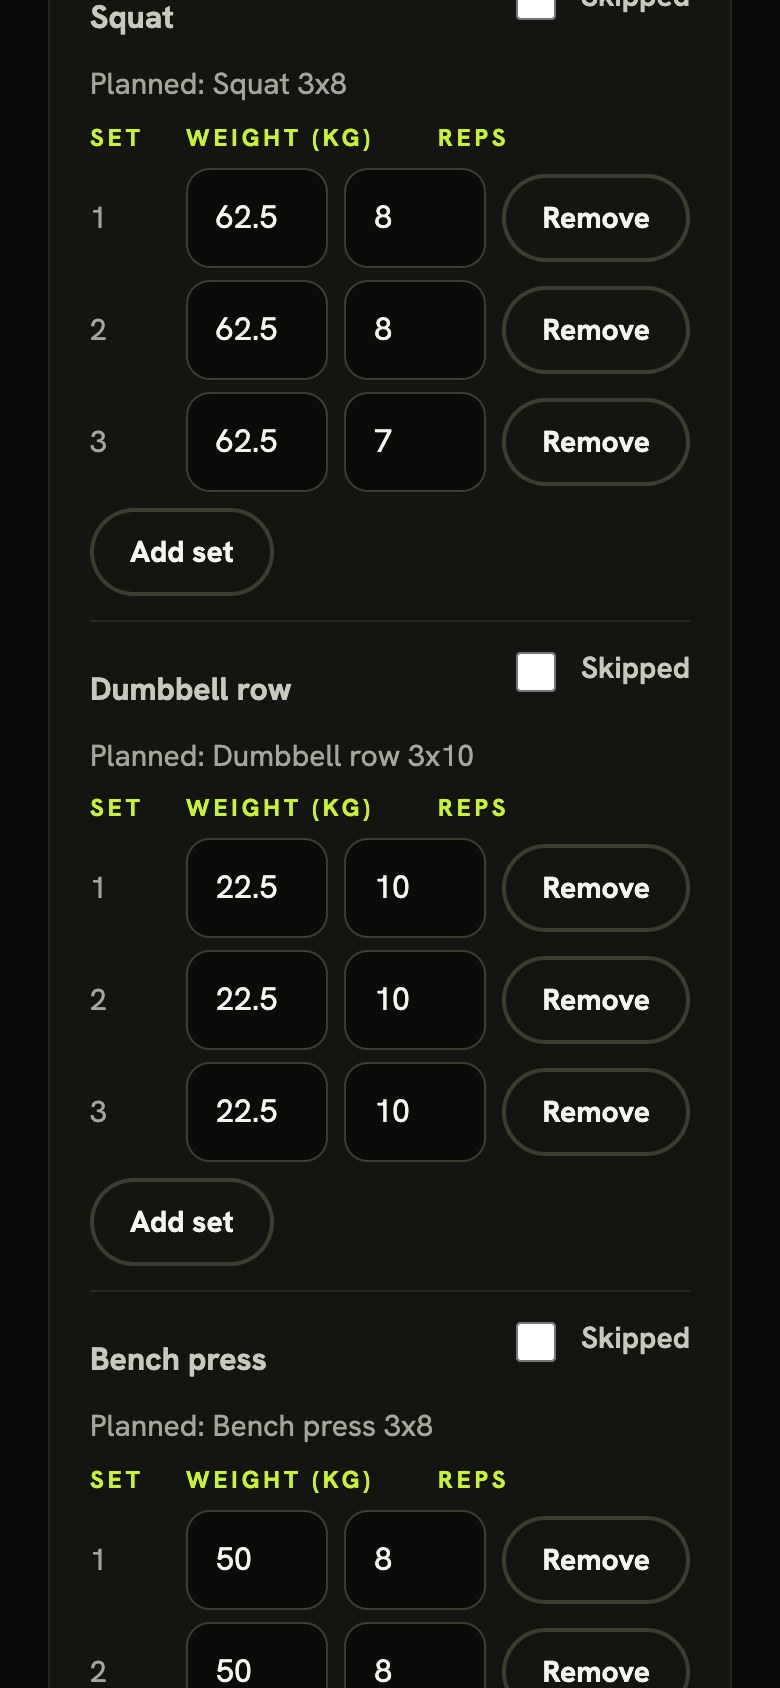 Squat Skipped
Planned: Squat 3x8
SET WEIGHT (KG) REPS
1 62.5 8 Remove
2 62.5 8 Remove
3 62.5 7 Remove
Add set
Dumbbell row Skipped
Planned: Dumbbell row 3x10
SET WEIGHT (KG) REPS
1 22.5 10 Remove
2 22.5 10 Remove
3 22.5 10 Remove
Add set
Bench press Skipped
Planned: Bench press 3x8
SET WEIGHT (KG) REPS
1 50 8 Remove
2 50 8 Remove